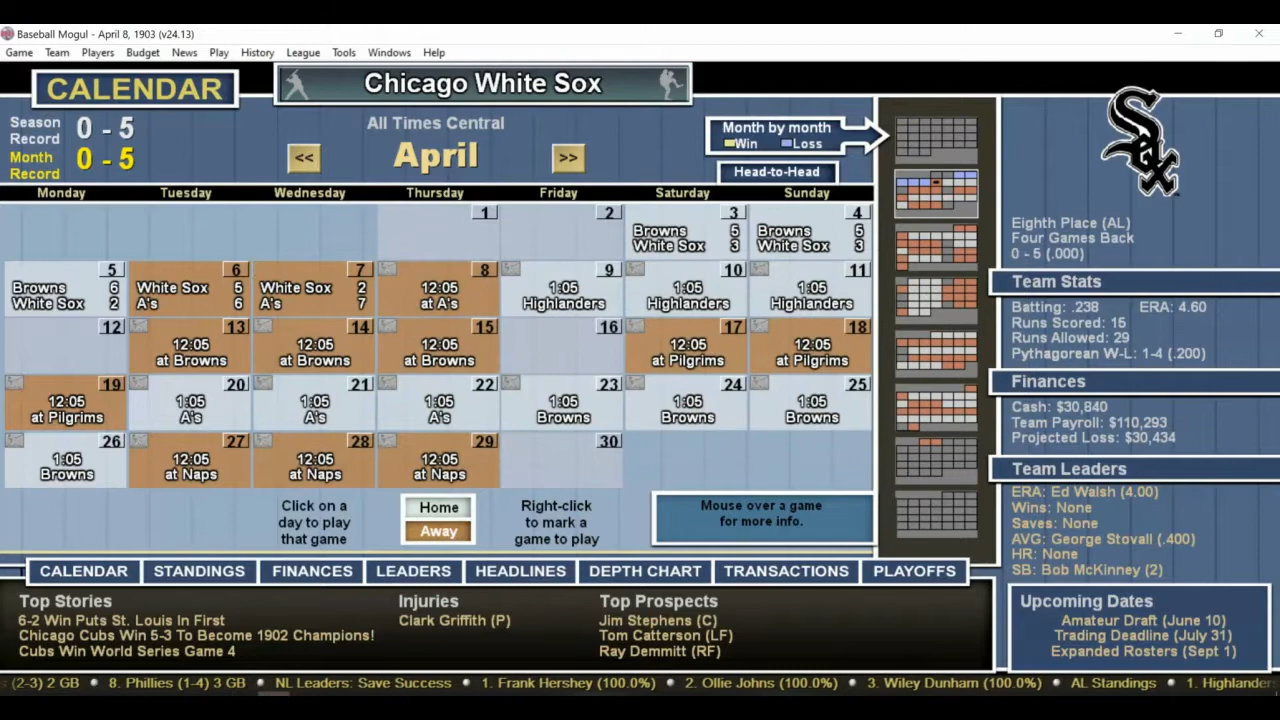 Baseball Mogul - April 8, 1903 (v24.13)
Game Team Players Budget News Play History League Tools Windows Help
CALENDAR
Chicago White Sox
Season Record 0 - 5
Month Record 0 - 5
All Times Central
<< April >>
Month by month
Win Loss
Head-to-Head
Monday Tuesday Wednesday Thursday Friday Saturday Sunday
1 2 3 4
Browns 5 Browns 5
White Sox 3 White Sox 3
5 6 7 8 9 10 11
Browns 6 White Sox 5 White Sox 2 12:05 1:05 1:05 1:05
White Sox 2 A's 6 A's 7 at A's Highlanders Highlanders Highlanders
12 13 14 15 16 17 18
12:05 12:05 12:05 12:05 12:05
at Browns at Browns at Browns at Pilgrims at Pilgrims
19 20 21 22 23 24 25
12:05 1:05 1:05 1:05 1:05 1:05 1:05
at Pilgrims A's A's A's Browns Browns Browns
26 27 28 29 30
1:05 12:05 12:05 12:05
Browns at Naps at Naps at Naps
Click on a
day to play
that game
Home
Away
Right-click
to mark a
game to play
Mouse over a game
for more info.
SOX
Eighth Place (AL)
Four Games Back
0 - 5 (.000)
Team Stats
Batting: .238 ERA: 4.60
Runs Scored: 15
Runs Allowed: 29
Pythagorean W-L: 1-4 (.200)
Finances
Cash: $30,840
Team Payroll: $110,293
Projected Loss: $30,434
Team Leaders
ERA: Ed Walsh (4.00)
Wins: None
Saves: None
AVG: George Stovall (.400)
HR: None
SB: Bob McKinney (2)
CALENDAR STANDINGS FINANCES LEADERS HEADLINES DEPTH CHART TRANSACTIONS PLAYOFFS
Top Stories
6-2 Win Puts St. Louis In First
Chicago Cubs Win 5-3 To Become 1902 Champions!
Cubs Win World Series Game 4
Injuries
Clark Griffith (P)
Top Prospects
Jim Stephens (C)
Tom Catterson (LF)
Ray Demmitt (RF)
Upcoming Dates
Amateur Draft (June 10)
Trading Deadline (July 31)
Expanded Rosters (Sept 1)
(2-3) 2 GB • 8. Phillies (1-4) 3 GB • NL Leaders: Save Success • 1. Frank Hershey (100.0%) • 2. Ollie Johns (100.0%) • 3. Wiley Dunham (100.0%) • AL Standings • 1. Highlander